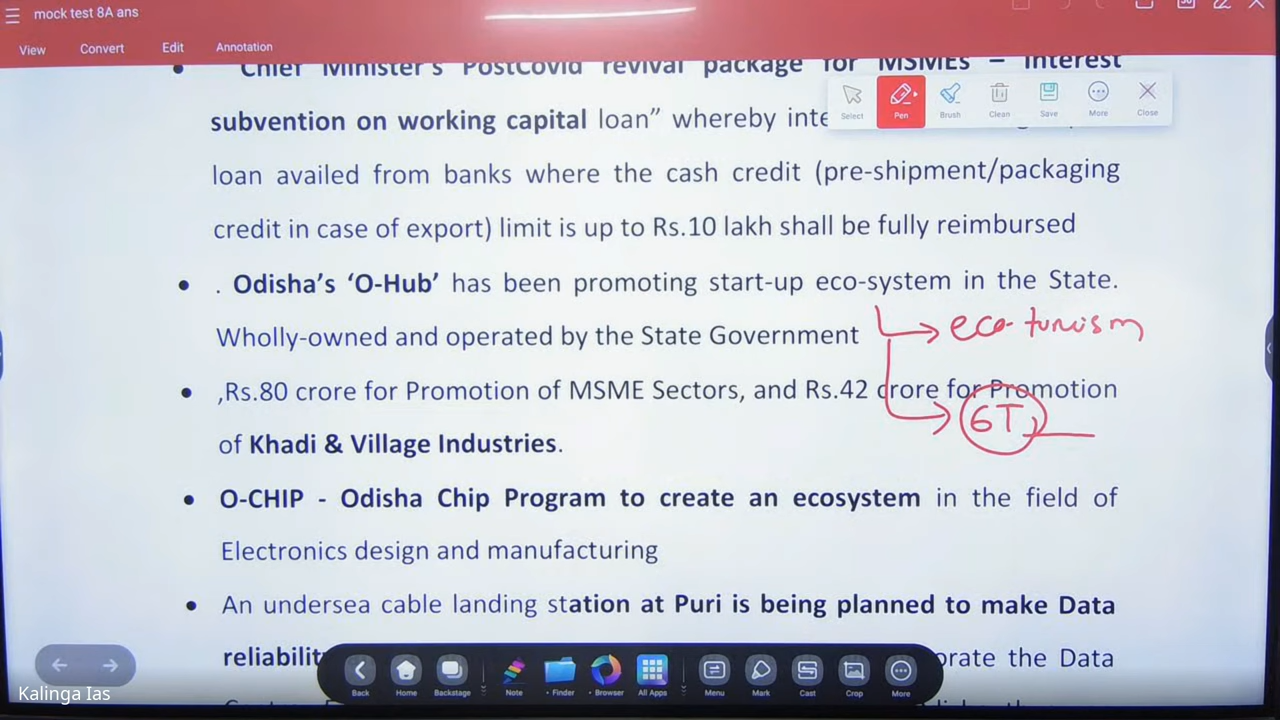 mock test 8A ans
View Convert Edit Annotation
• "Chief Minister's PostCovid revival package for MSMEs – Interest
Select Pen Brush Clean Save More Close
subvention on working capital loan" whereby inte
loan availed from banks where the cash credit (pre-shipment/packaging
credit in case of export) limit is up to Rs.10 lakh shall be fully reimbursed
• . Odisha's 'O-Hub' has been promoting start-up eco-system in the State.
Wholly-owned and operated by the State Government
eco-turism
• ,Rs.80 crore for Promotion of MSME Sectors, and Rs.42 crore for Promotion
6T
of Khadi & Village Industries.
• O-CHIP - Odisha Chip Program to create an ecosystem in the field of
Electronics design and manufacturing
• An undersea cable landing station at Puri is being planned to make Data
reliabilit orate the Data
Back Home Backstage Note Finder Browser All Apps Menu Mark Cast Crop More
Kalinga Ias